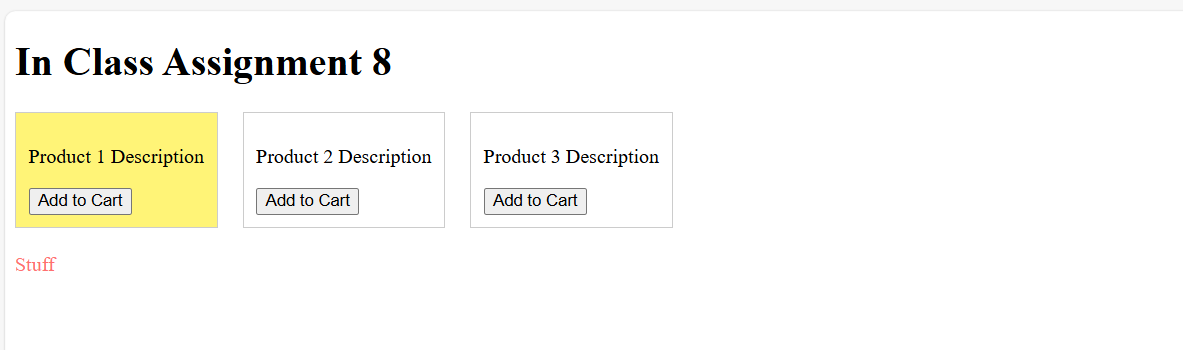 In Class Assignment 8
Product 1 Description Product 2 Description Product 3 Description
Add to Cart Add to Cart Add to Cart
Stuff